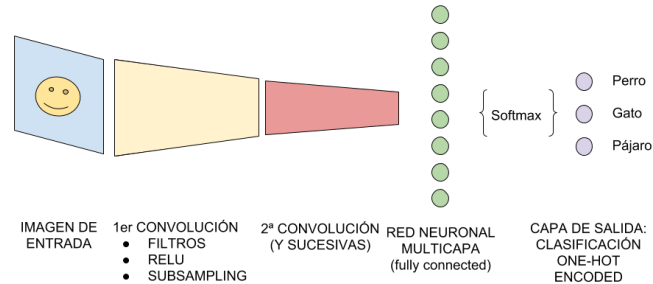 Perro
Softmax
Gato
Pájaro
IMAGEN DE
ENTRADA
1er CONVOLUCIÓN
● FILTROS
● RELU
● SUBSAMPLING
2ª CONVOLUCIÓN
(Y SUCESIVAS)
RED NEURONAL
MULTICAPA
(fully connected)
CAPA DE SALIDA:
CLASIFICACIÓN
ONE-HOT
ENCODED